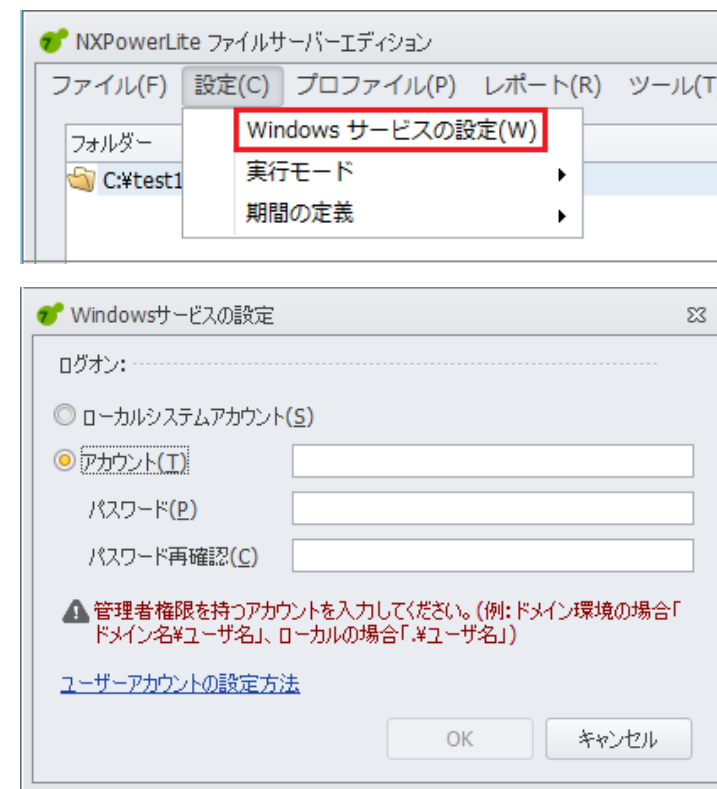 NXPowerLite ファイルサーバーエディション
ファイル(F) 設定(C) プロファイル(P) レポート(R) ツール(T
フォルダー
Windows サービスの設定(W)
C:¥test1
実行モード
期間の定義
Windowsサービスの設定
ログオン:
ローカルシステムアカウント(S)
アカウント(T)
パスワード(P)
パスワード再確認(C)
管理者権限を持つアカウントを入力してください。(例: ドメイン環境の場合「
ドメイン名¥ユーザ名」、ローカルの場合「.¥ユーザ名」)
ユーザーアカウントの設定方法
OK キャンセル